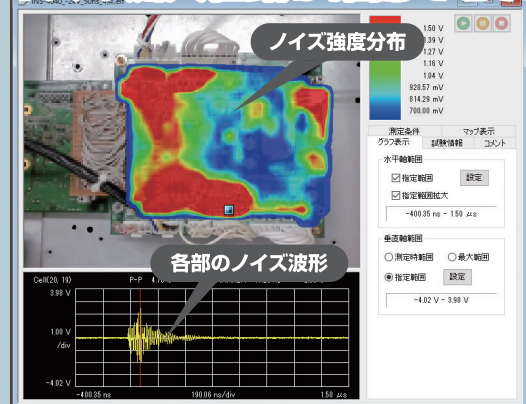 1.50 V
1.39 V
1.27 V
1.16 V
1.04 V
928.57 mV
814.29 mV
700.00 mV
ノイズ強度分布
測定条件 マップ表示
グラフ表示 試験情報 コメント
水平軸範囲
指定範囲 設定
指定範囲拡大
-400.35 ns - 1.50 μs
垂直軸範囲
測定時範囲 最大範囲
指定範囲 設定
-4.02 V - 3.98 V
各部のノイズ波形
Cell(20, 19) P-P
3.98 V
1.00 V
/div
-4.02 V
-400.35 ns 190.06 ns/div 1.50 μs